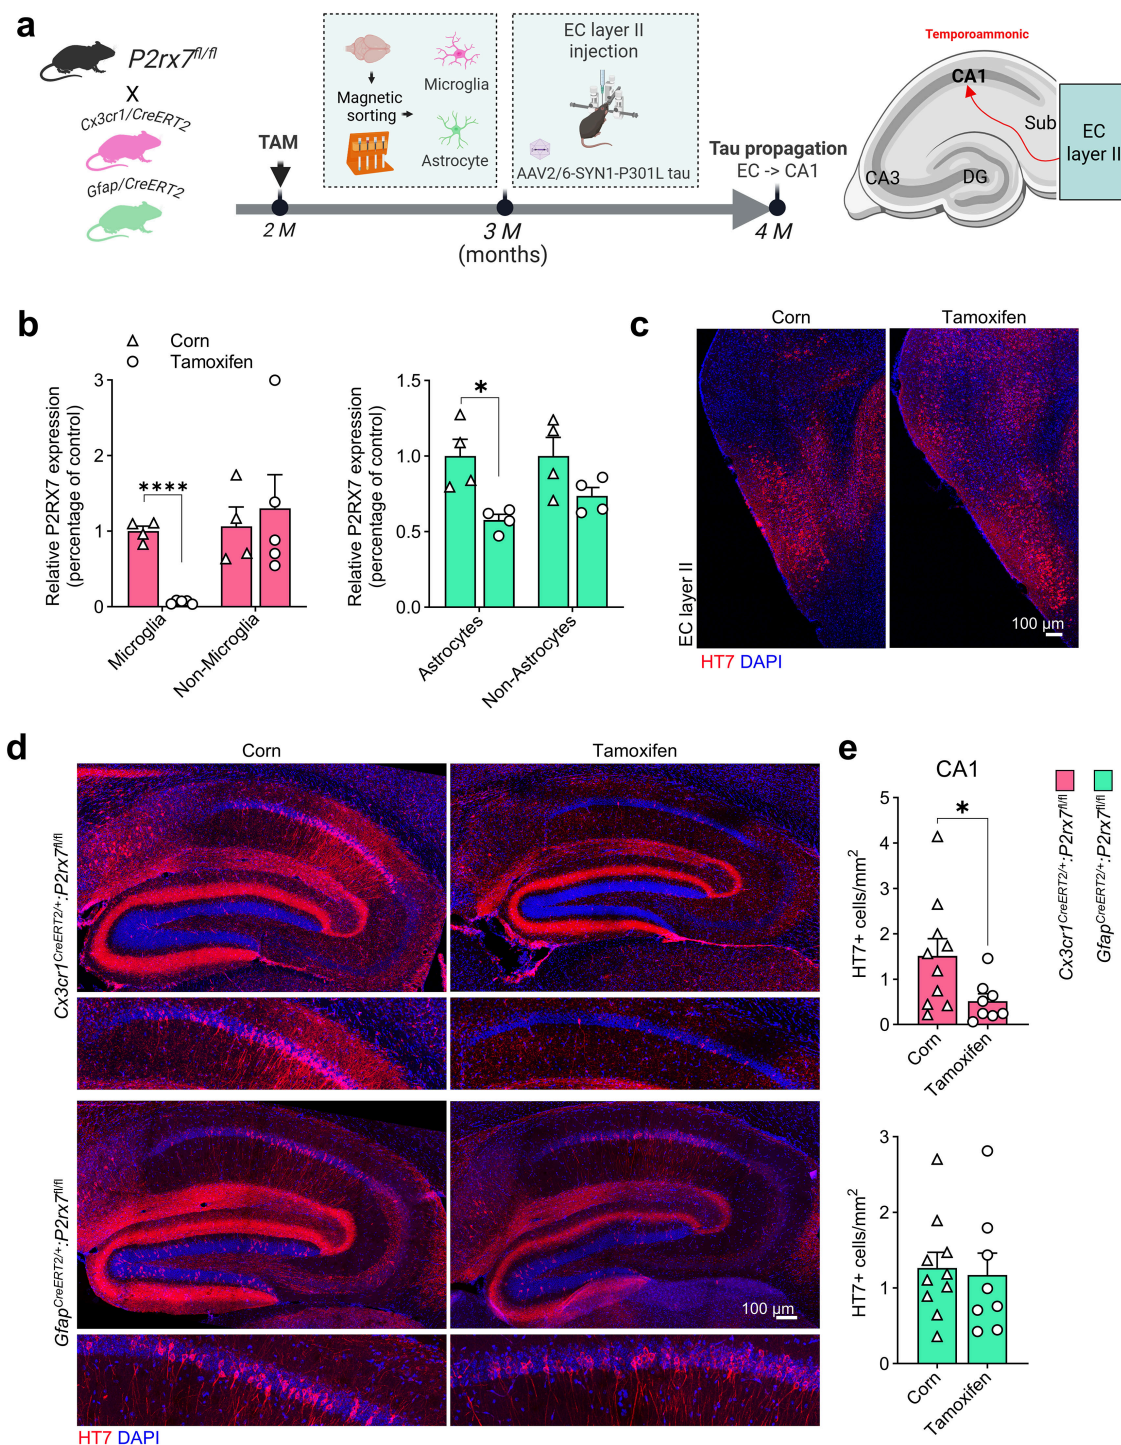 a
P2rx7fl/fl
X
Cx3cr1/CreERT2
Gfap/CreERT2
TAM
Magnetic
sorting
Microglia
Astrocyte
EC layer II
injection
AAV2/6-SYN1-P301L tau
Tau propagation
EC -> CA1
2 M
3 M
(months)
4 M
Temporoammonic
CA1
Sub
CA3
DG
EC
layer II
b
Corn
Tamoxifen
Relative P2RX7 expression
(percentage of control)
3
2
1
0
****
Microglia
Non-Microglia
Relative P2RX7 expression
(percentage of control)
1.5
1.0
0.5
0.0
*
Astrocytes
Non-Astrocytes
c
Corn
Tamoxifen
EC layer II
100 µm
HT7 DAPI
d
Corn
Tamoxifen
Cx3cr1CreERT2/+:P2rx7fl/fl
GfapCreERT2/+:P2rx7fl/fl
100 µm
HT7 DAPI
e
CA1
HT7+ cells/mm2
5
4
3
2
1
0
*
Corn
Tamoxifen
Cx3cr1CreERT2/+:P2rx7fl/fl
GfapCreERT2/+:P2rx7fl/fl
HT7+ cells/mm2
3
2
1
0
Corn
Tamoxifen